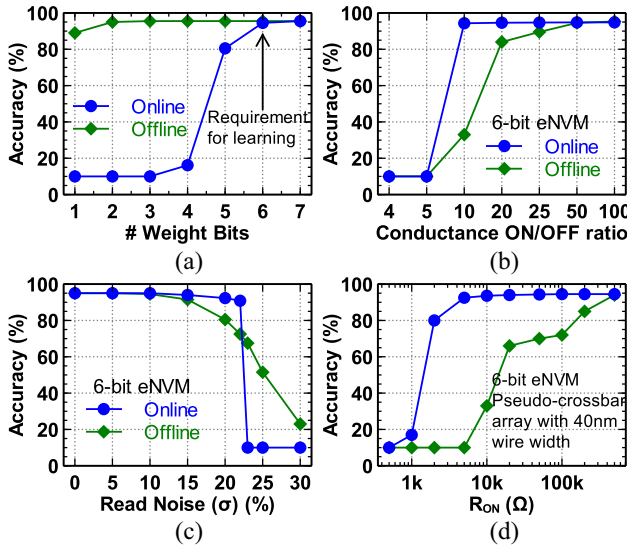 100
80
60
40
20
0
Accuracy (%)
Online
Offline
Requirement
for learning
1 2 3 4 5 6 7
# Weight Bits
(a)
100
80
60
40
20
0
Accuracy (%)
6-bit eNVM
Online
Offline
4 5 10 20 25 50 100
Conductance ON/OFF ratio
(b)
100
80
60
40
20
0
Accuracy (%)
6-bit eNVM
Online
Offline
0 5 10 15 20 25 30
Read Noise (σ) (%)
(c)
100
80
60
40
20
0
Accuracy (%)
6-bit eNVM
Pseudo-crossbar
array with 40nm
wire width
1k 10k 100k
RON (Ω)
(d)